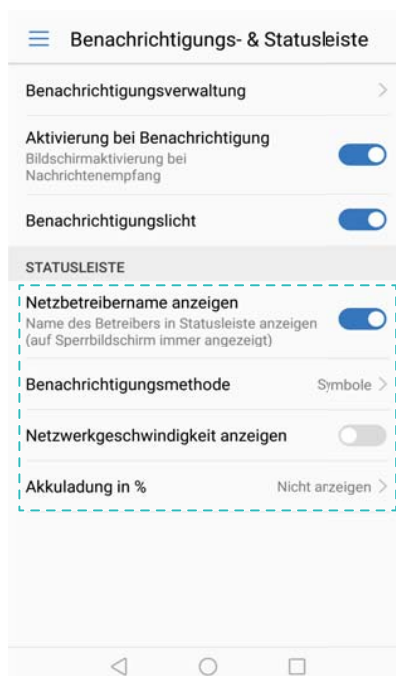 Benachrichtigungs- & Statusleiste
Benachrichtigungsverwaltung
Aktivierung bei Benachrichtigung
Bildschirmaktivierung bei
Nachrichtenempfang
Benachrichtigungslicht
STATUSLEISTE
Netzbetreibername anzeigen
Name des Betreibers in Statusleiste anzeigen
(auf Sperrbildschirm immer angezeigt)
Benachrichtigungsmethode Symbole
Netzwerkgeschwindigkeit anzeigen
Akkuladung in % Nicht anzeigen